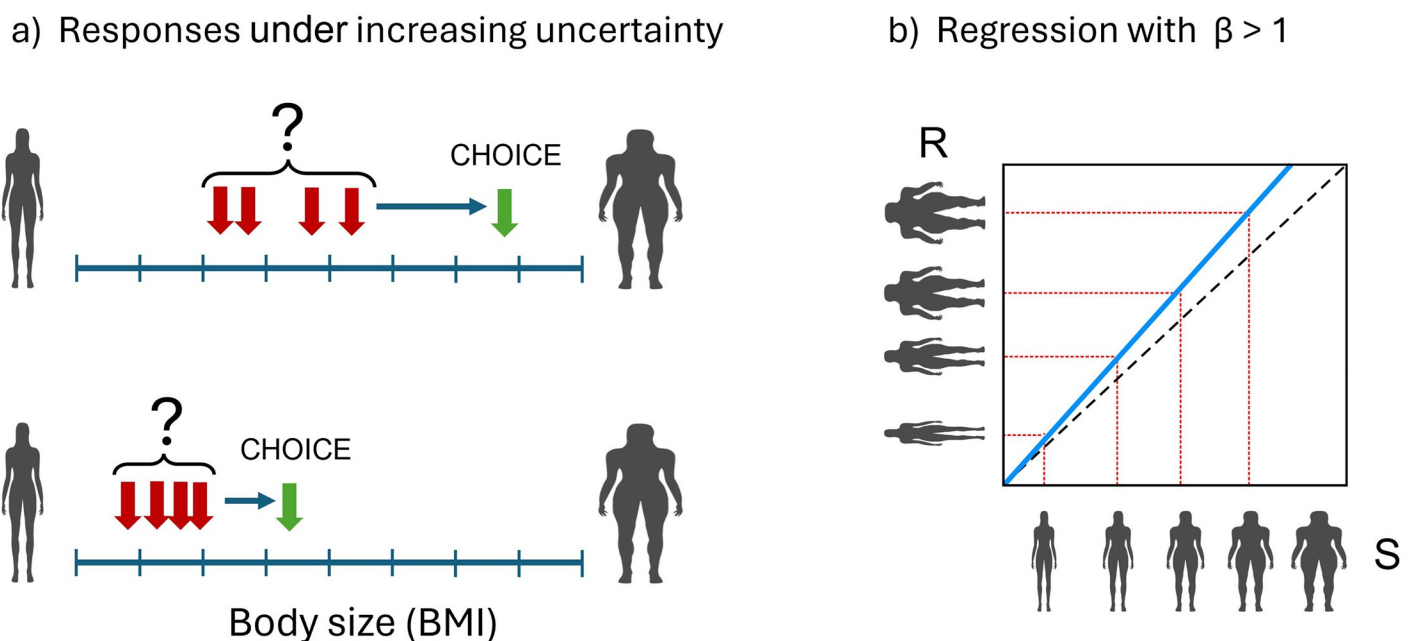 a) Responses under increasing uncertainty
?
CHOICE
?
CHOICE
Body size (BMI)
b) Regression with β > 1
R
S